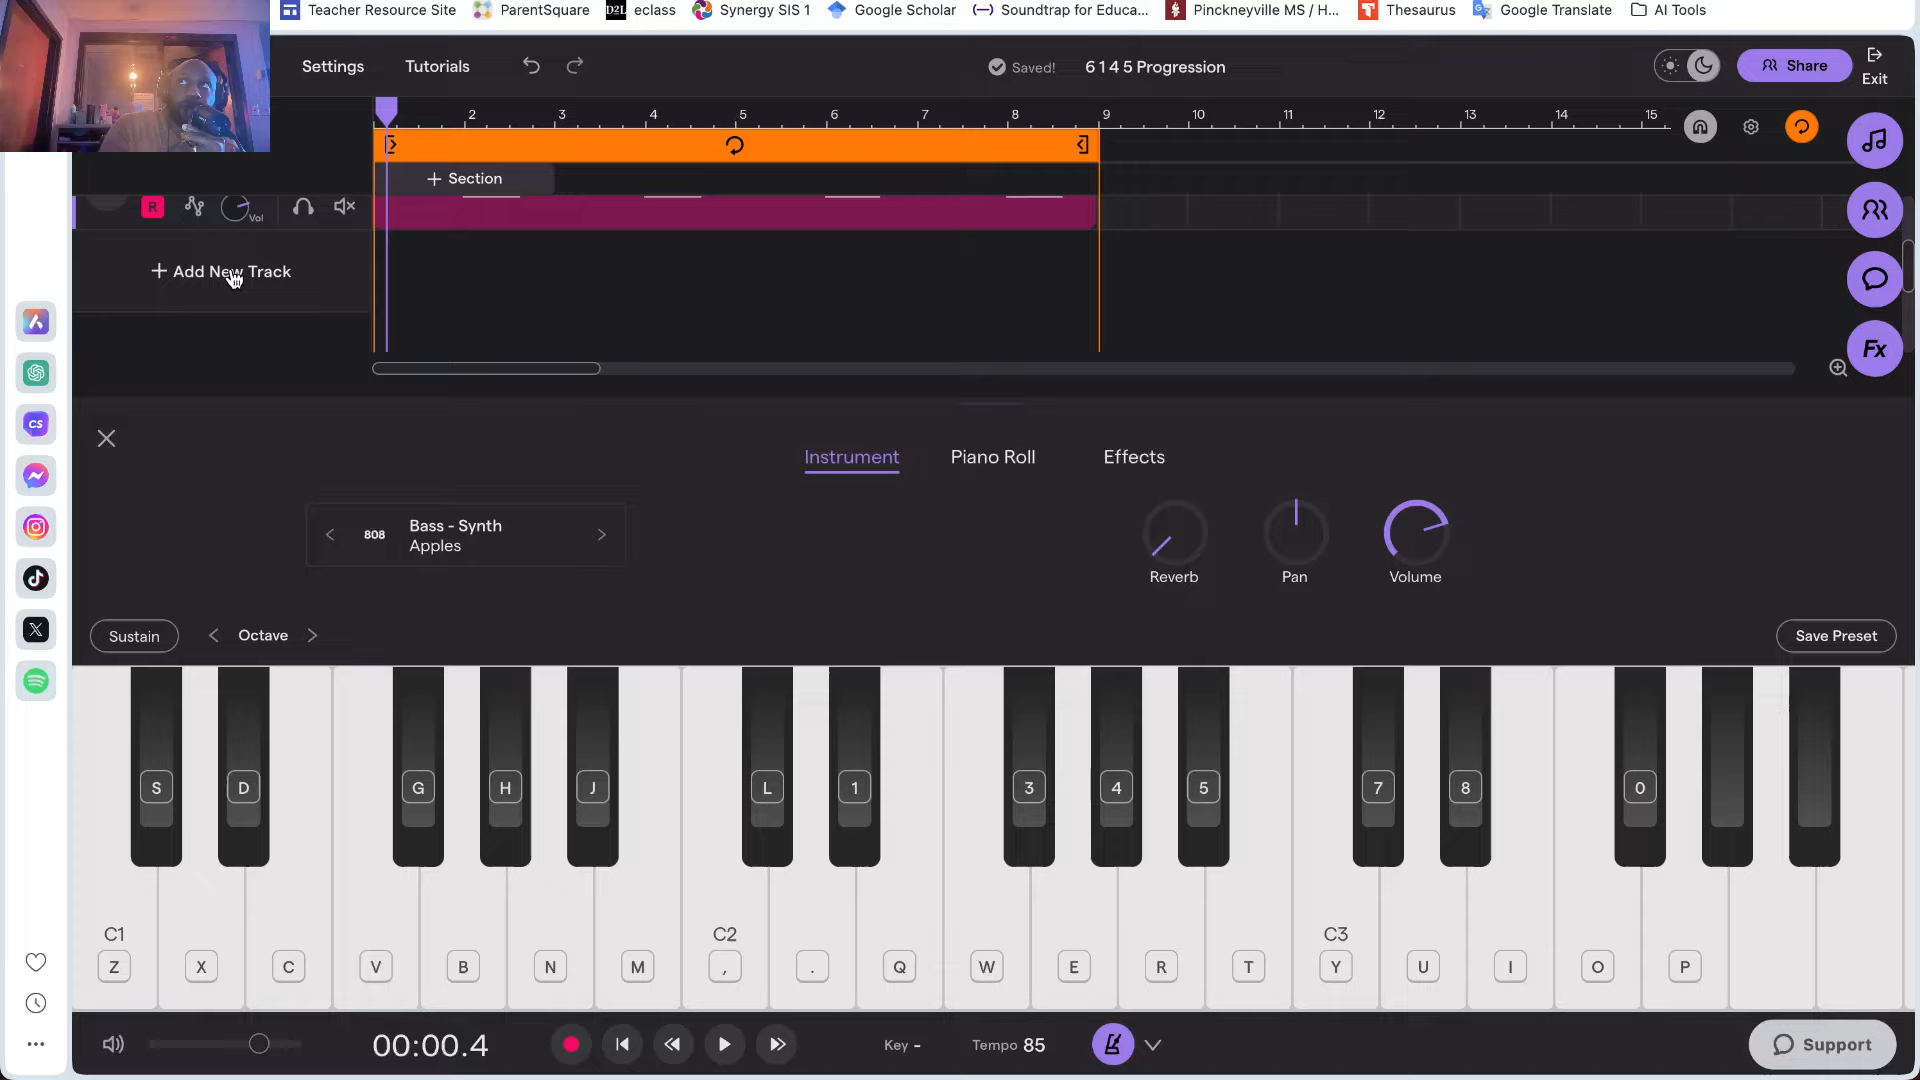 Teacher Resource Site
ParentSquare
D2L eclass
Synergy SIS 1
Google Scholar
Soundtrap for Educa...
Pinckneyville MS / H...
Thesaurus
Google Translate
AI Tools
Settings
Tutorials
Saved!
6 1 4 5 Progression
Share
Exit
2 3 4 5 6 7 8 9 10 11 12 13 14 15
+ Section
R
Vol
+ Add New Track
Fx
CS
Instrument
Piano Roll
Effects
808
Bass - Synth
Apples
Reverb
Pan
Volume
Sustain
Octave
Save Preset
S D G H J L 1 3 4 5 7 8 0
C1 C2 C3
Z X C V B N M , . Q W E R T Y U I O P
00:00.4
Key -
Tempo 85
Support